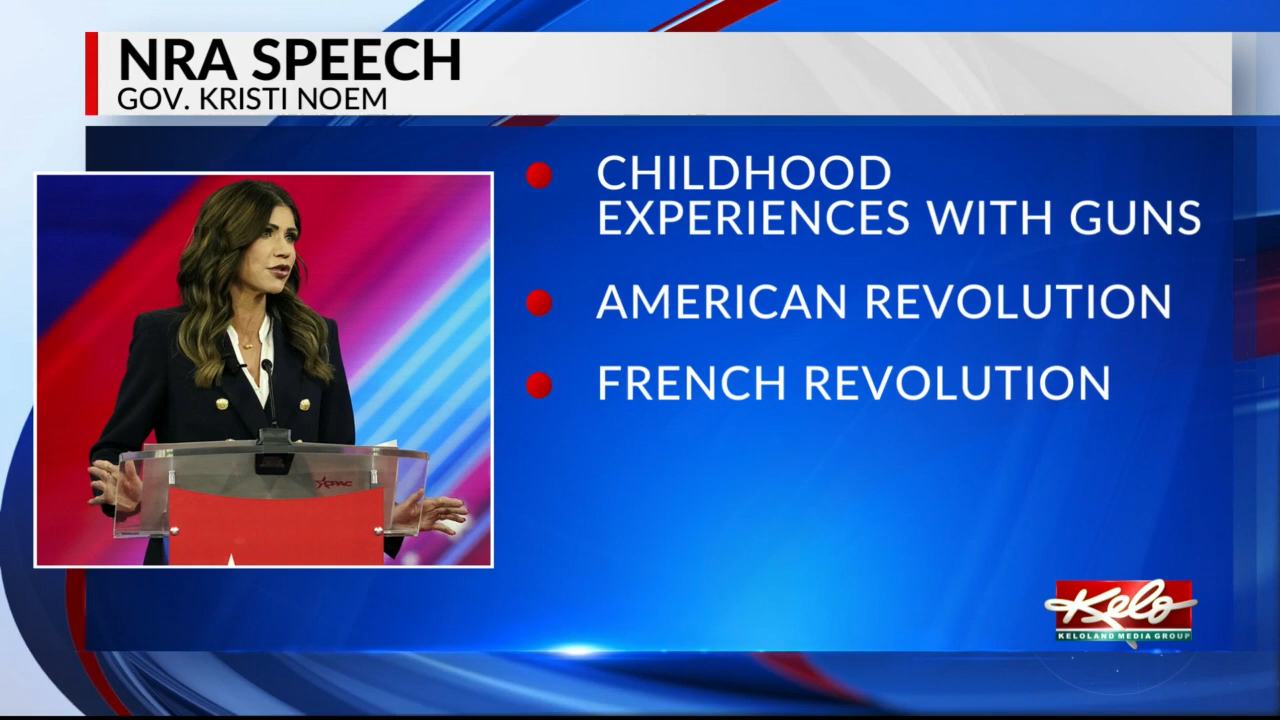 NRA SPEECH
GOV. KRISTI NOEM
CHILDHOOD
EXPERIENCES WITH GUNS
AMERICAN REVOLUTION
FRENCH REVOLUTION
CPAC
Kelo
KELOLAND MEDIA GROUP